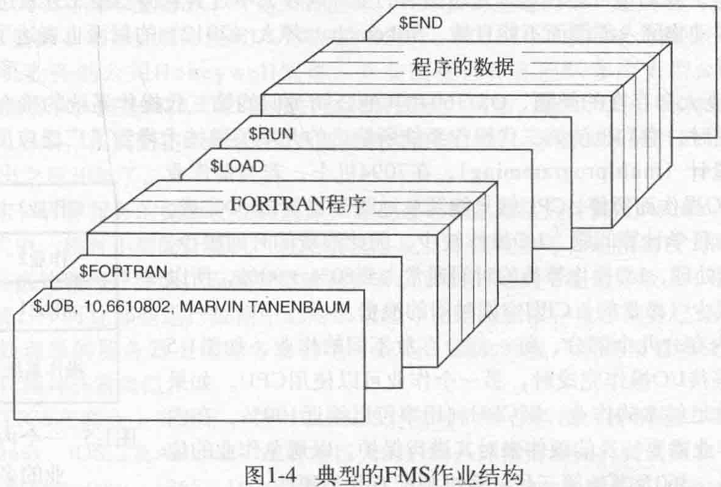 $END
程序的数据
$RUN
$LOAD
FORTRAN程序
$FORTRAN
$JOB, 10,6610802, MARVIN TANENBAUM
图1-4 典型的FMS作业结构